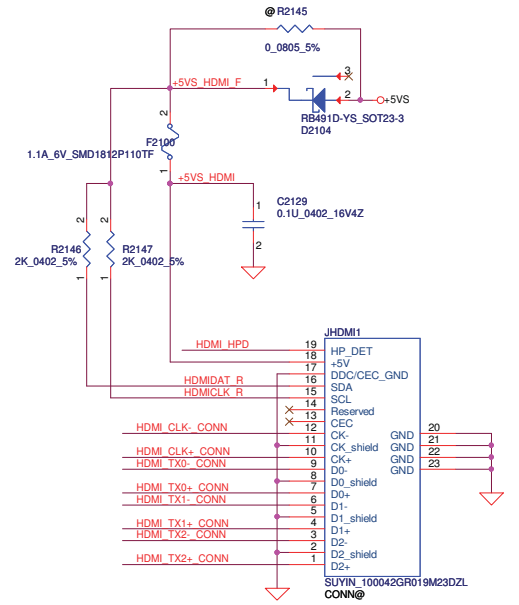 @ R2145
0_0805_5%
3
+5VS_HDMI_F
1
2
+5VS
RB491D-YS_SOT23-3
D2104
2
F2100
1.1A_6V_SMD1812P110TF
1
+5VS_HDMI
C2129
1
0.1U_0402_16V4Z
2
2
2
R2146
R2147
2K_0402_5%
2K_0402_5%
1
1
JHDMI1
HDMI_HPD
19
HP_DET
18
+5V
17
DDC/CEC_GND
HDMIDAT_R
16
SDA
HDMICLK_R
15
SCL
14
Reserved
13
CEC
HDMI_CLK-_CONN
12
CK-
GND
20
11
CK_shield
GND
21
HDMI_CLK+_CONN
10
CK+
GND
22
HDMI_TX0-_CONN
9
D0-
GND
23
8
D0_shield
HDMI_TX0+_CONN
7
D0+
HDMI_TX1-_CONN
6
D1-
5
D1_shield
HDMI_TX1+_CONN
4
D1+
HDMI_TX2-_CONN
3
D2-
2
D2_shield
HDMI_TX2+_CONN
1
D2+
SUYIN_100042GR019M23DZL
CONN@